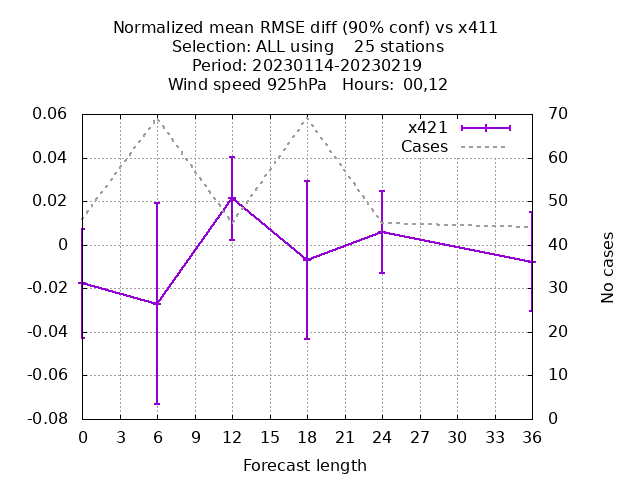 Normalized mean RMSE diff (90% conf) vs x411
Selection: ALL using    25 stations
Period: 20230114-20230219
Wind speed 925hPa   Hours:  00,12
x421
Cases
0.06
0.04
0.02
0
-0.02
-0.04
-0.06
-0.08
70
60
50
40
30
20
10
0
No cases
0 3 6 9 12 15 18 21 24 27 30 33 36
Forecast length